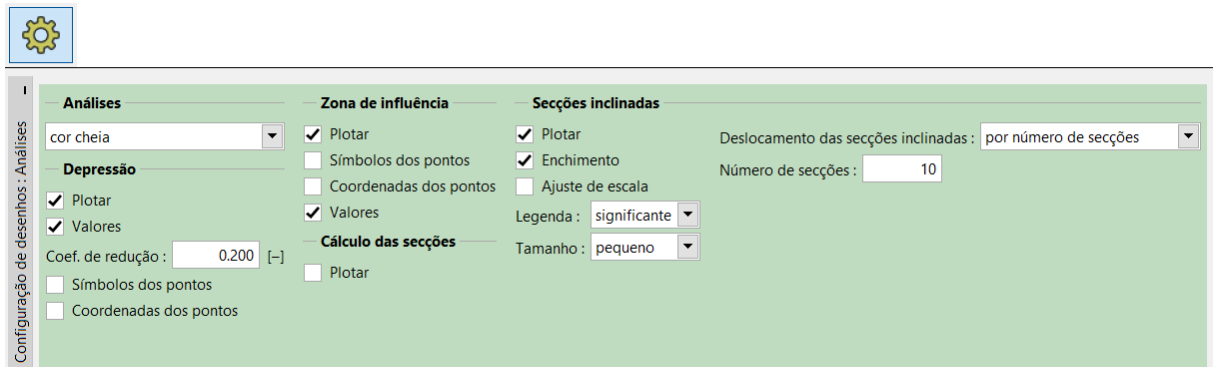 Configuração de desenhos : Análises
Análises
cor cheia
Depressão
Plotar
Valores
Coef. de redução : 0.200 [–]
Símbolos dos pontos
Coordenadas dos pontos
Zona de influência
Plotar
Símbolos dos pontos
Coordenadas dos pontos
Valores
Cálculo das secções
Plotar
Secções inclinadas
Plotar
Enchimento
Ajuste de escala
Legenda : significante
Tamanho : pequeno
Deslocamento das secções inclinadas : por número de secções
Número de secções : 10